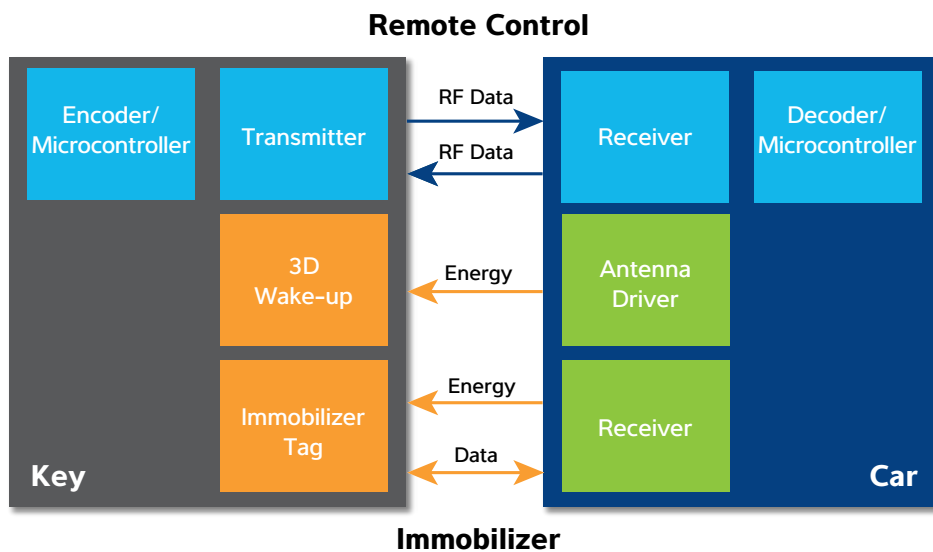 Remote Control
Encoder/
Microcontroller
Transmitter
RF Data
RF Data
Receiver
Decoder/
Microcontroller
3D
Wake-up
Energy
Antenna
Driver
Immobilizer
Tag
Energy
Data
Receiver
Key
Car
Immobilizer